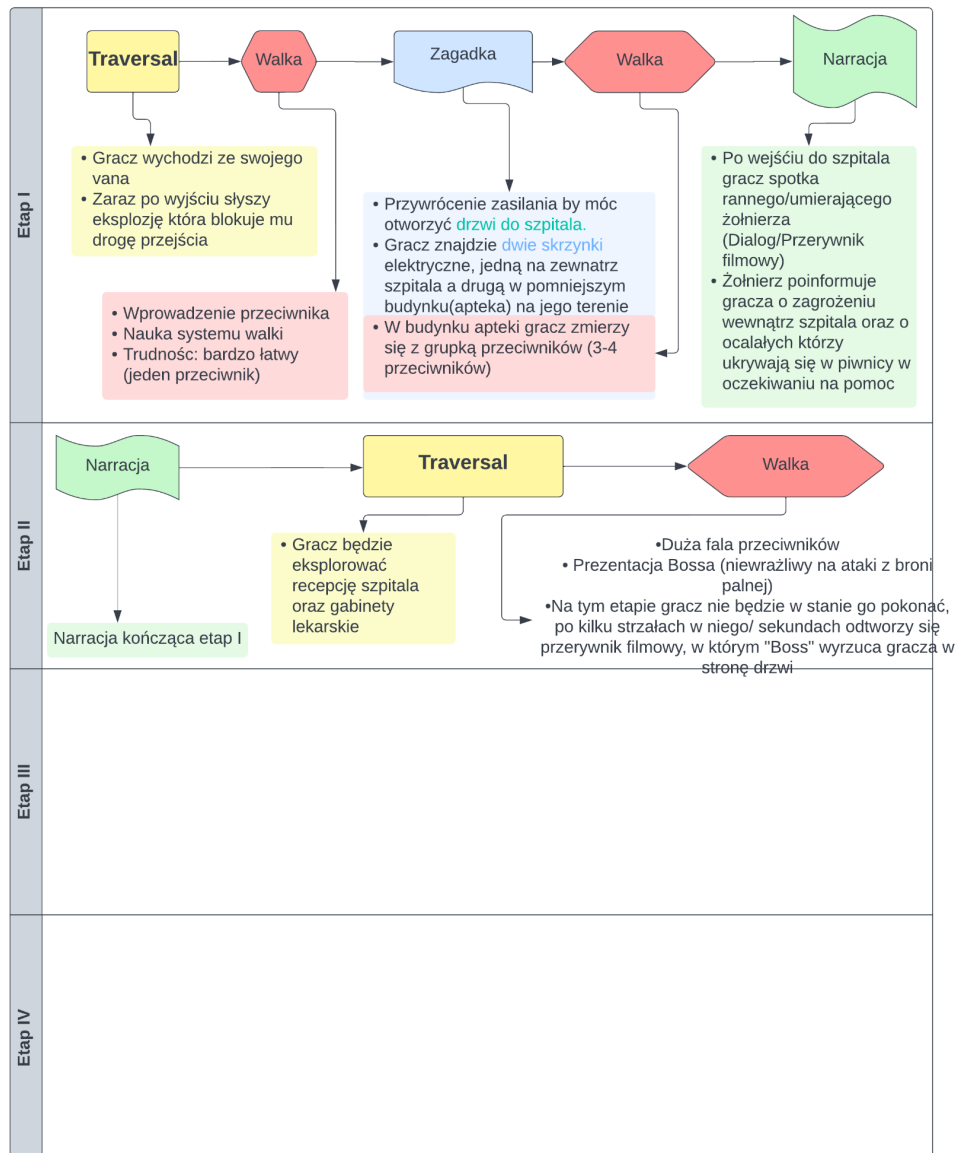 Etap I
Traversal
Walka
Zagadka
Walka
Narracja
• Gracz wychodzi ze swojego
vana
• Zaraz po wyjściu słyszy
eksplozję która blokuje mu
drogę przejścia
• Wprowadzenie przeciwnika
• Nauka systemu walki
• Trudnośc: bardzo łatwy
(jeden przeciwnik)
• Przywrócenie zasilania by móc
otworzyć drzwi do szpitala.
• Gracz znajdzie dwie skrzynki
elektryczne, jedną na zewnatrz
szpitala a drugą w pomniejszym
budynku(apteka) na jego terenie
• W budynku apteki gracz zmierzy
się z grupką przeciwników (3-4
przeciwników)
• Po wejśćiu do szpitala
gracz spotka
rannego/umierającego
żołnierza
(Dialog/Przerywnik
filmowy)
• Żołnierz poinformuje
gracza o zagrożeniu
wewnątrz szpitala oraz o
ocalałych którzy
ukrywają się w piwnicy w
oczekiwaniu na pomoc
Etap II
Narracja
Traversal
Walka
Narracja kończąca etap I
• Gracz będzie
eksplorować
recepcję szpitala
oraz gabinety
lekarskie
•Duża fala przeciwników
• Prezentacja Bossa (niewrażliwy na ataki z broni
palnej)
•Na tym etapie gracz nie będzie w stanie go pokonać,
po kilku strzałach w niego/ sekundach odtworzy się
przerywnik filmowy, w którym "Boss" wyrzuca gracza w
stronę drzwi
Etap III
Etap IV